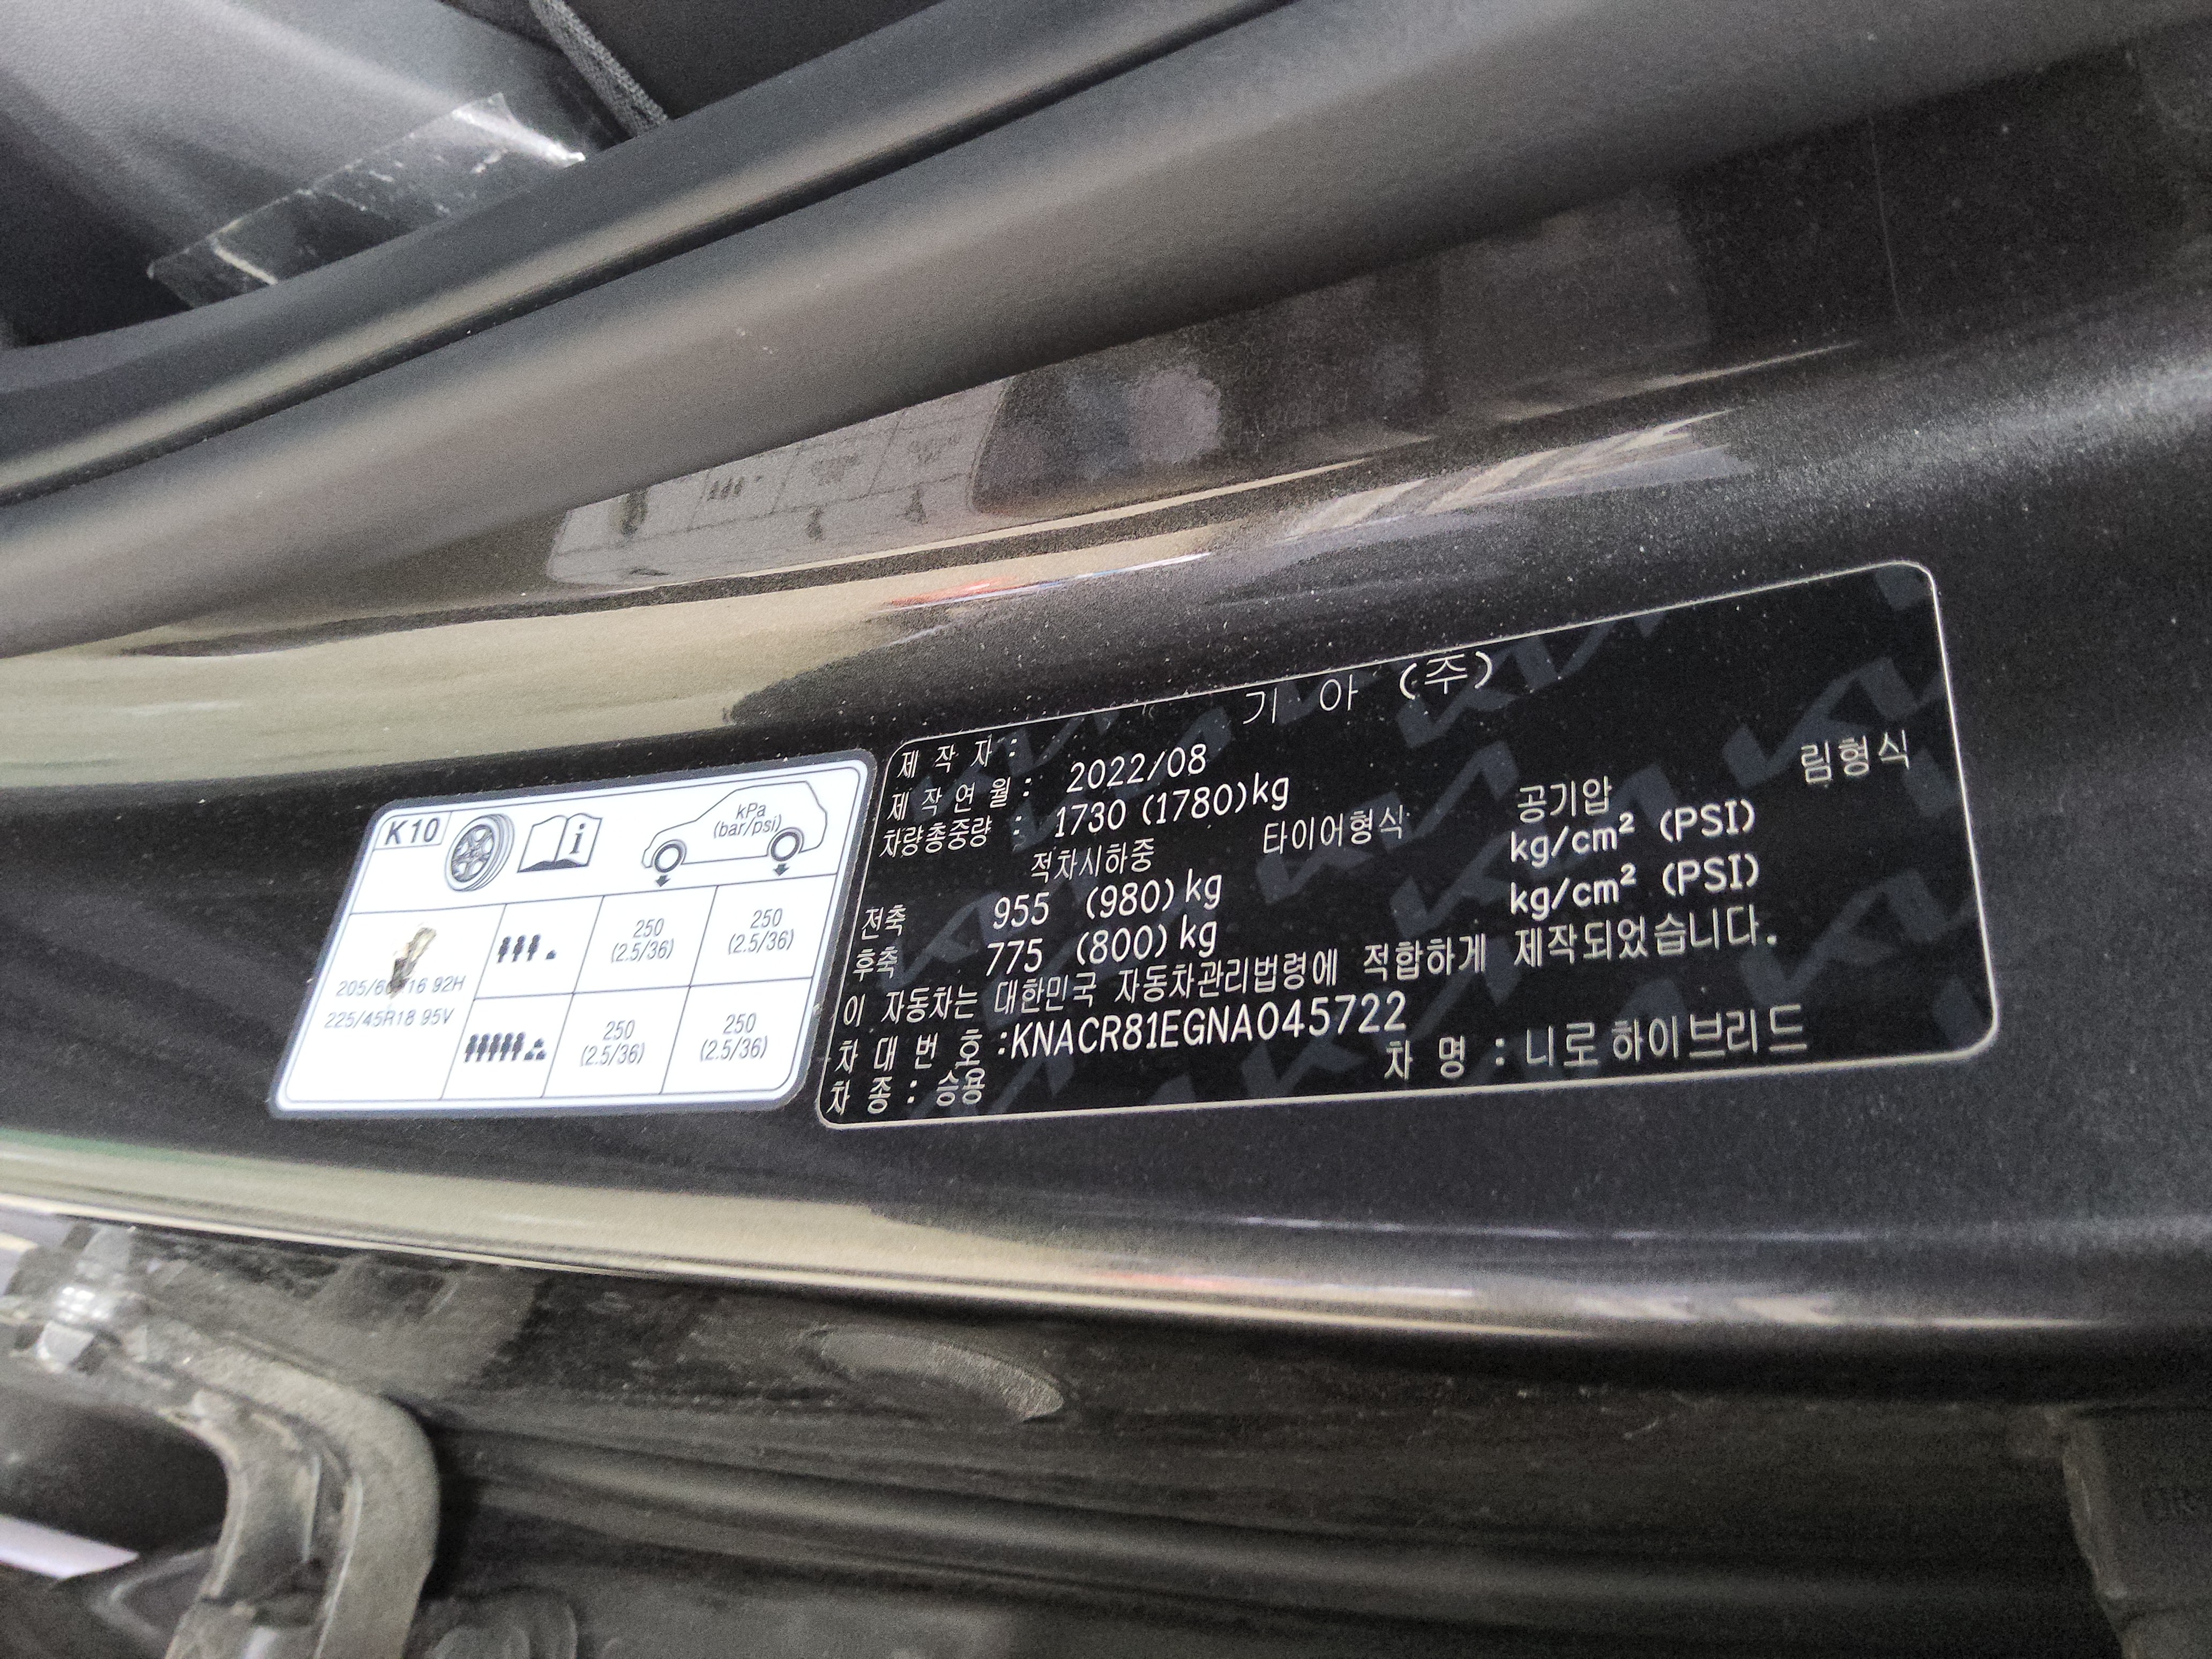 K10
kPa
(bar/psi)
R16 92H
225/45R18 95V
250
(2.5/36)
250
(2.5/36)
250
(2.5/36)
250
(2.5/36)
제 작 자 : 기 아 (주)
제 작 연 월 : 2022/08
차량총중량 : 1730 (1780)kg
적차시하중 타이어형식 공기압 림형식
전축 955 (980)kg kg/cm² (PSI)
후축 775 (800)kg kg/cm² (PSI)
이 자동차는 대한민국 자동차관리법령에 적합하게 제작되었습니다.
차 대 번 호 :KNACR81EGNA045722
차 종 : 승용 차 명 : 니로 하이브리드